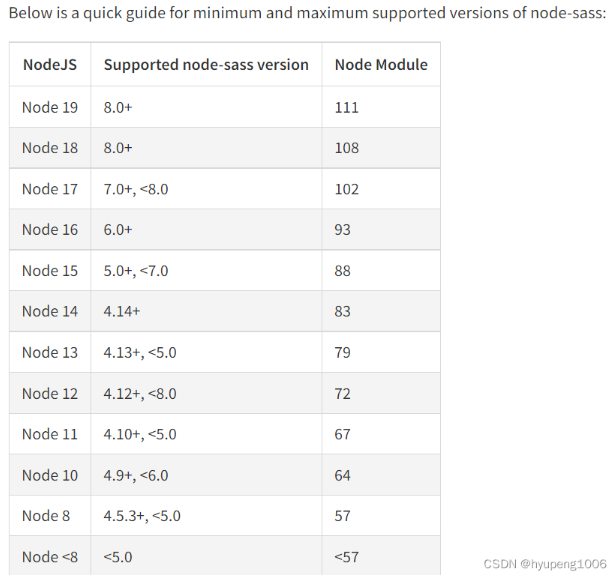 Below is a quick guide for minimum and maximum supported versions of node-sass:
NodeJS Supported node-sass version Node Module
Node 19 8.0+ 111
Node 18 8.0+ 108
Node 17 7.0+, <8.0 102
Node 16 6.0+ 93
Node 15 5.0+, <7.0 88
Node 14 4.14+ 83
Node 13 4.13+, <5.0 79
Node 12 4.12+, <8.0 72
Node 11 4.10+, <5.0 67
Node 10 4.9+, <6.0 64
Node 8 4.5.3+, <5.0 57
Node <8 <5.0 <57
CSDN @hyupeng1006